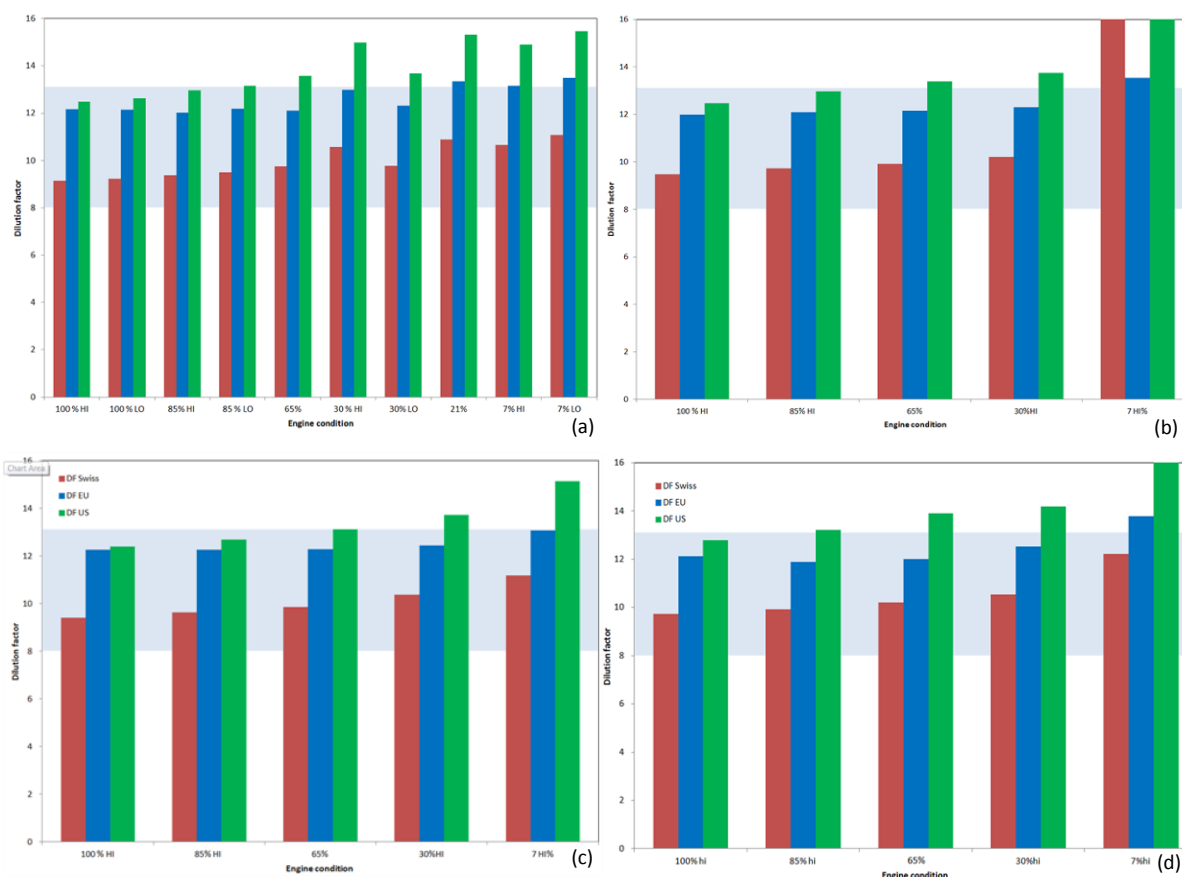 16
14
12
10
8
6
4
2
0
Dilution factor
100 % HI 100 % LO 85% HI 85 % LO 65% 30 % HI 30% LO 21% 7% HI 7% LO
Engine condition
(a)
16
14
12
10
8
6
4
2
0
Dilution factor
100 % HI 85% HI 65% 30%HI 7 HI%
Engine condition
(b)
Chart Area
16
14
12
10
8
6
4
2
0
Dilution factor
DF Swiss
DF EU
DF US
100 % HI 85% HI 65% 30%HI 7 HI%
Engine condition
(c)
16
14
12
10
8
6
4
2
0
Dilution factor
DF Swiss
DF EU
DF US
100% hi 85% hi 65% 30%hi 7%hi
Engine condition
(d)